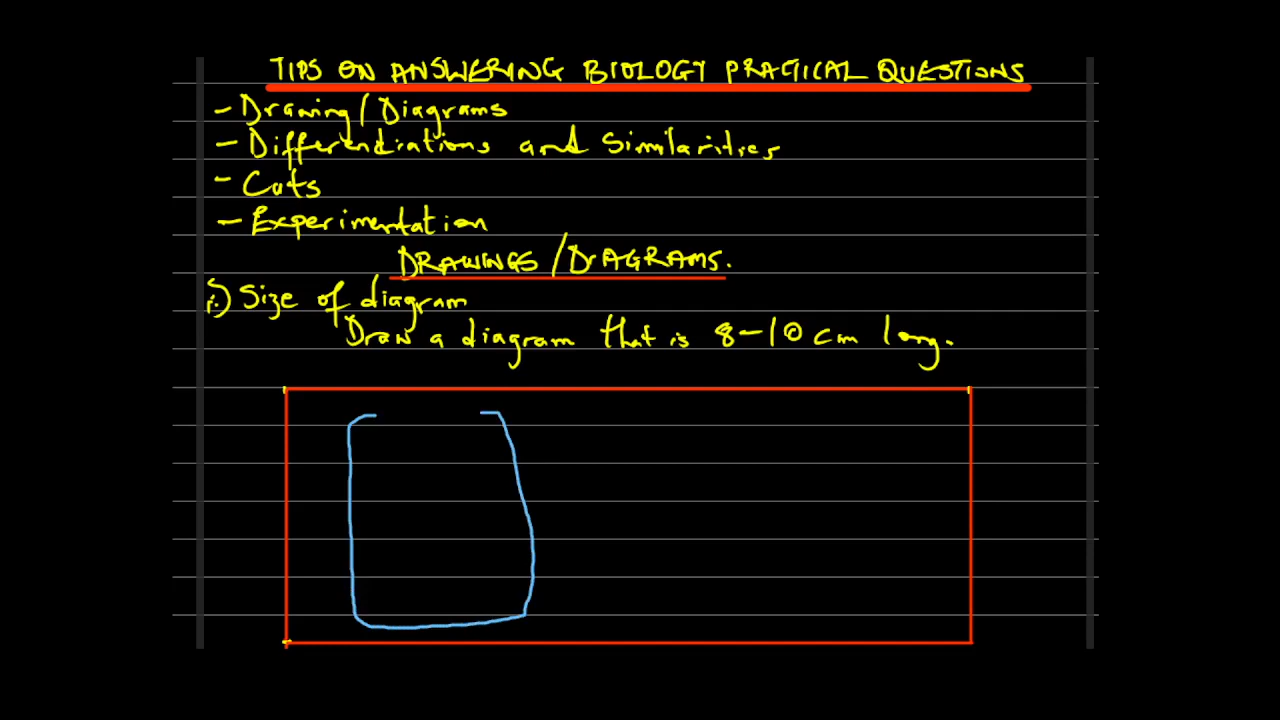 TIPS ON ANSWERING BIOLOGY PRACTICAL QUESTIONS
- Drawing/Diagrams
- Differendiations and Similarities
- Cuts
- Experimentation
DRAWINGS/DIAGRAMS.
i.) Size of diagram
Draw a diagram that is 8-10 cm long.